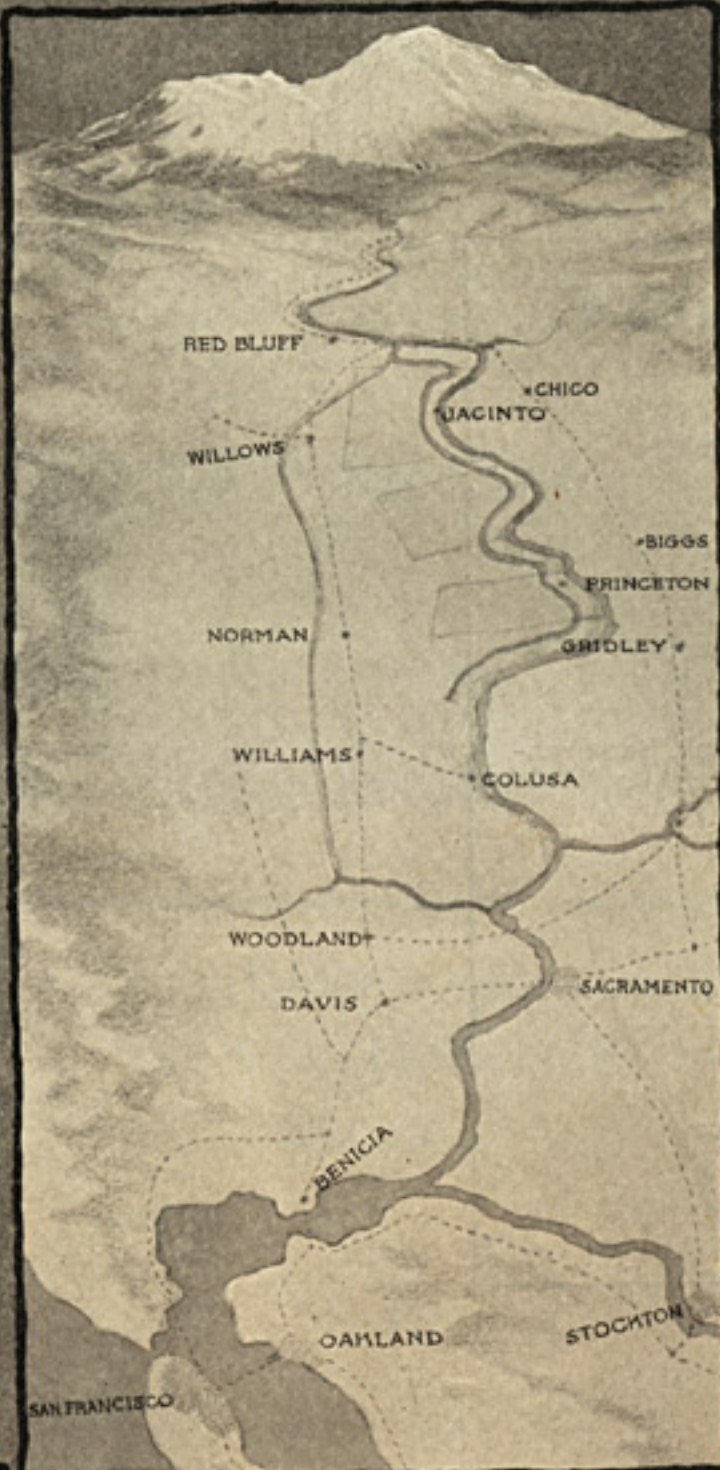 RED BLUFF
CHICO
JACINTO
WILLOWS
BIGGS
PRINCETON
NORMAN
GRIDLEY
WILLIAMS
COLUSA
WOODLAND
SACRAMENTO
DAVIS
BENICIA
STOCKTON
OAKLAND
SAN FRANCISCO